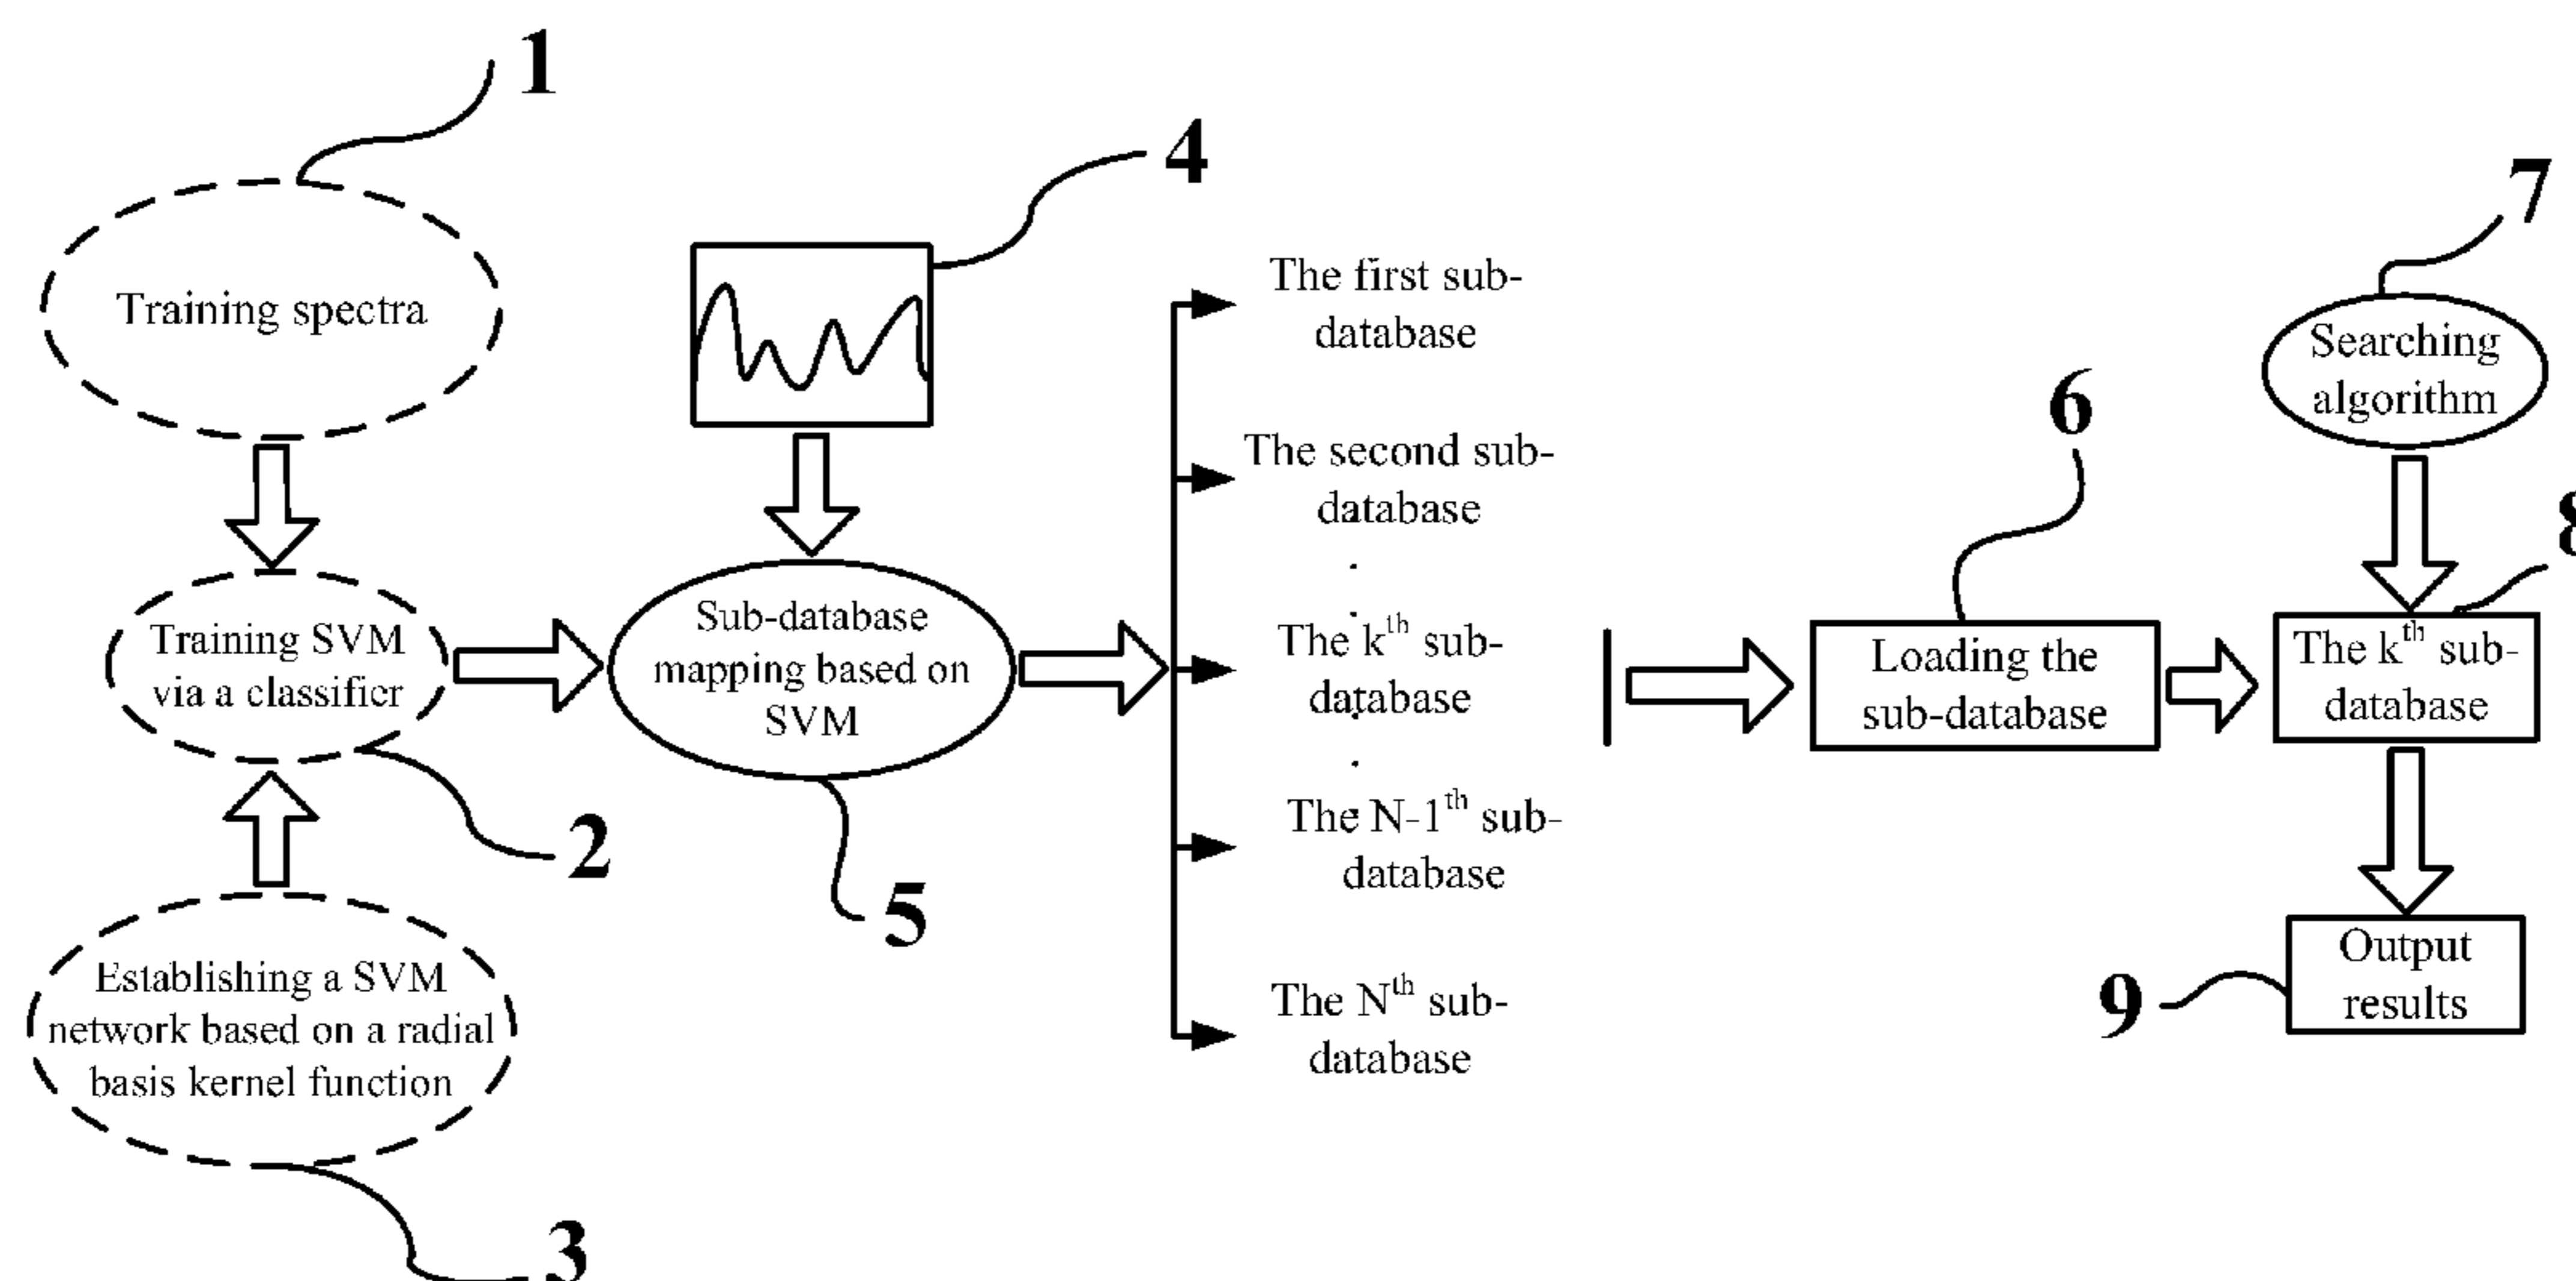 1
4
7
Training spectra
The first sub-
database
Searching
algorithm
6
The second sub-
database
8
Training SVM
via a classifier
Sub-database
mapping based on
SVM
The kth sub-
database
Loading the
sub-database
The kth sub-
database
2
5
The N-1th sub-
database
Establishing a SVM
network based on a radial
basis kernel function
The Nth sub-
database
9
Output
results
3